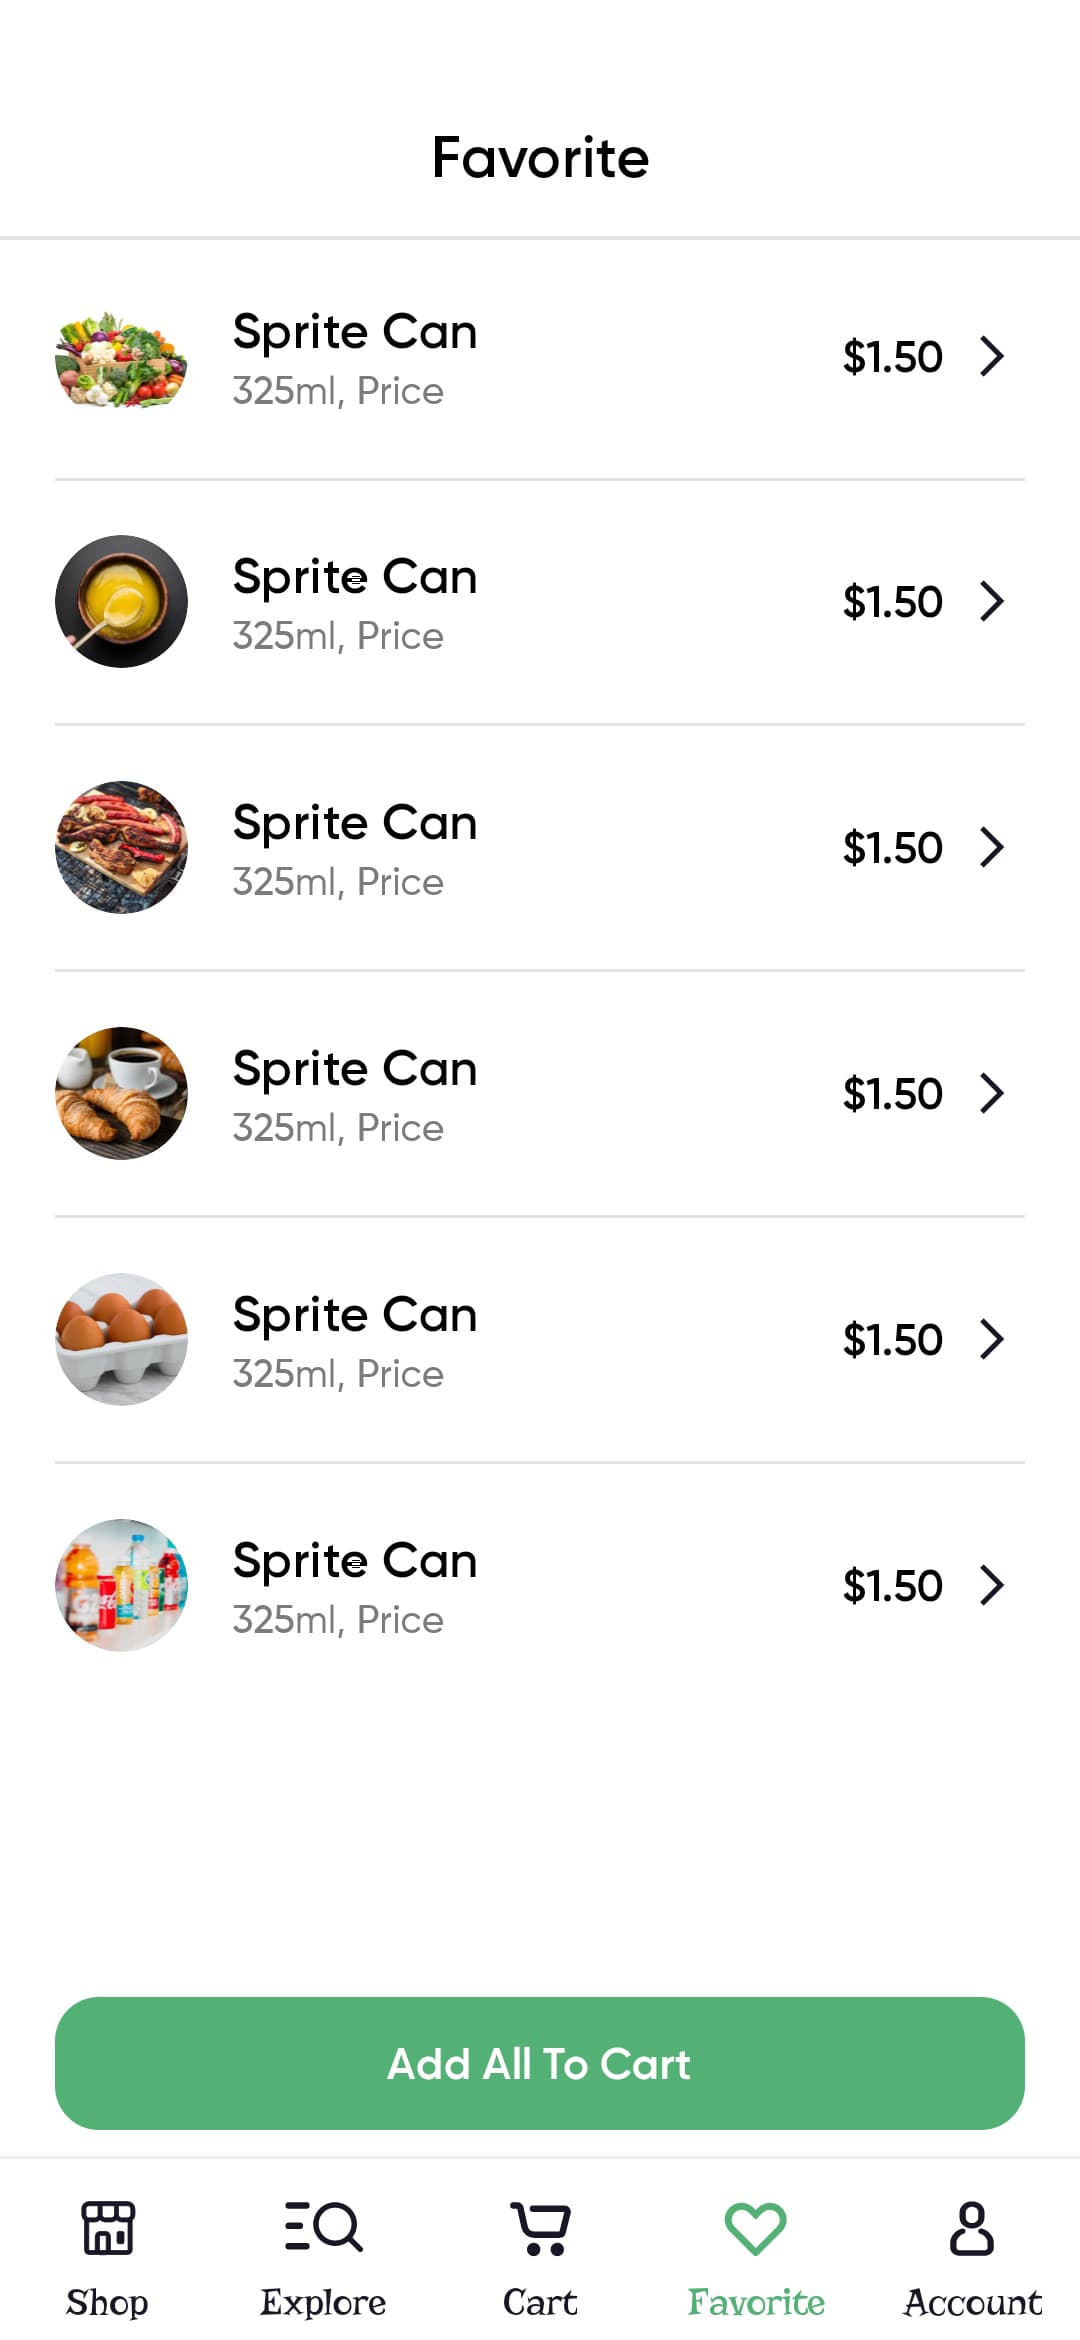 Favorite
Sprite Can
325ml, Price
$1.50
Sprite Can
325ml, Price
$1.50
Sprite Can
325ml, Price
$1.50
Sprite Can
325ml, Price
$1.50
Sprite Can
325ml, Price
$1.50
Sprite Can
325ml, Price
$1.50
Add All To Cart
Shop
Explore
Cart
Favorite
Account